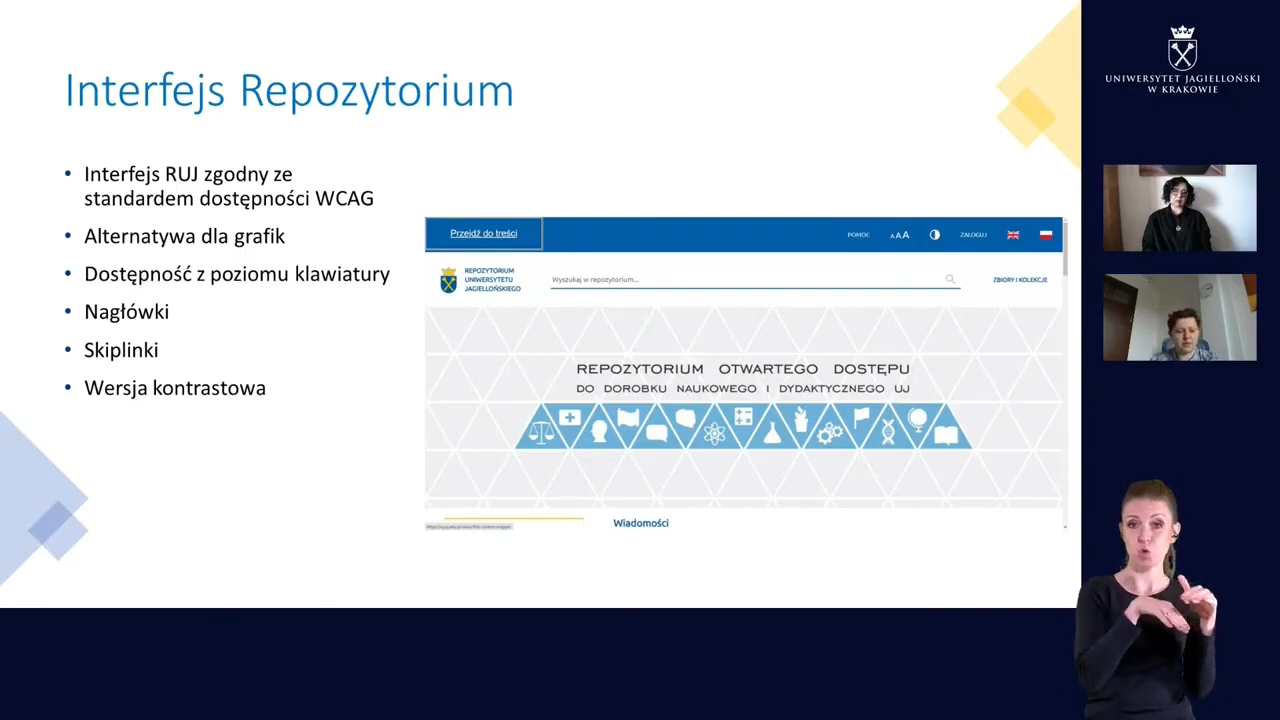 Interfejs Repozytorium
• Interfejs RUJ zgodny ze
standardem dostępności WCAG
• Alternatywa dla grafik
• Dostępność z poziomu klawiatury
• Nagłówki
• Skiplinki
• Wersja kontrastowa
Przejdź do treści
POMOC
A A A
ZALOGUJ
REPOZYTORIUM
UNIWERSYTETU
JAGIELLOŃSKIEGO
Wyszukaj w repozytorium...
ZBIORY I KOLEKCJE
REPOZYTORIUM OTWARTEGO DOSTĘPU
DO DOROBKU NAUKOWEGO I DYDAKTYCZNEGO UJ
Wiadomości
UNIWERSYTET JAGIELLOŃSKI
W KRAKOWIE